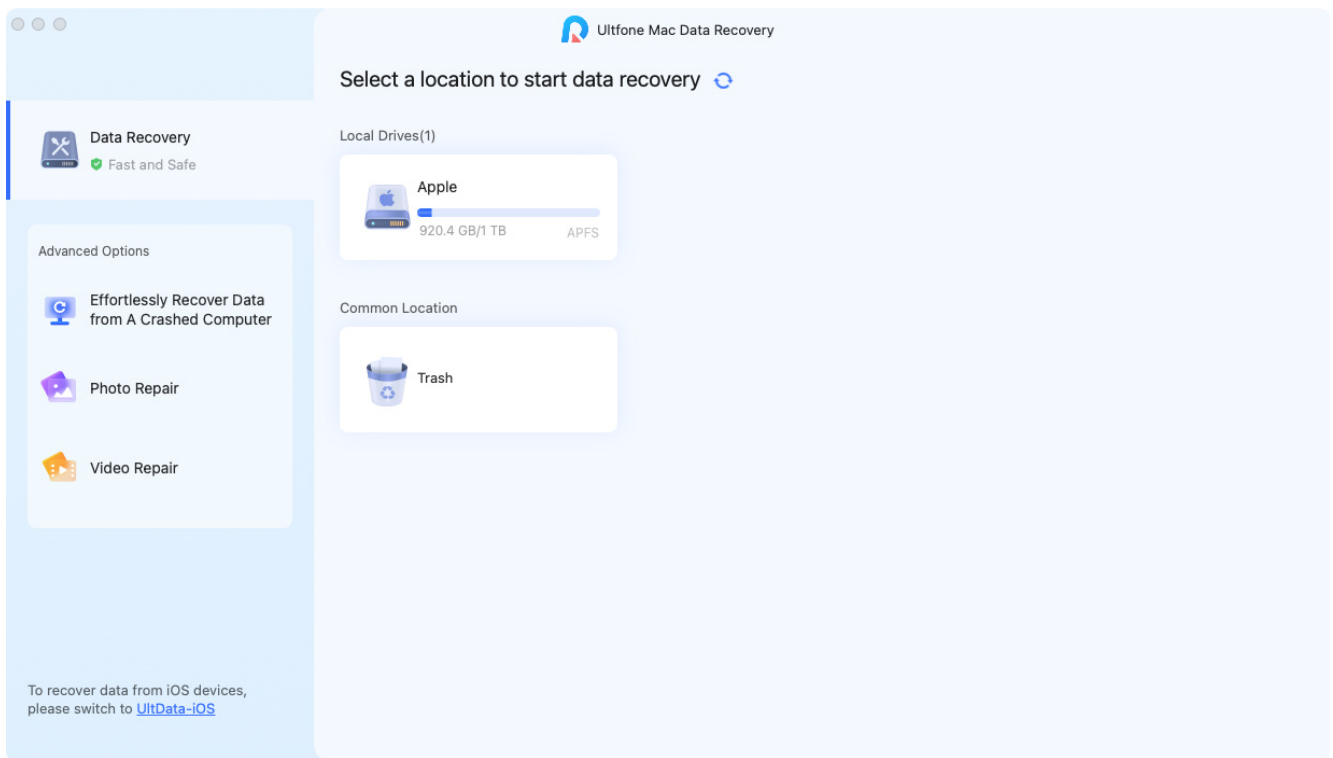 Ultfone Mac Data Recovery
Select a location to start data recovery
Data Recovery
Fast and Safe
Advanced Options
Effortlessly Recover Data
from A Crashed Computer
Photo Repair
Video Repair
To recover data from iOS devices,
please switch to UltData-iOS
Local Drives(1)
Apple
920.4 GB/1 TB
APFS
Common Location
Trash